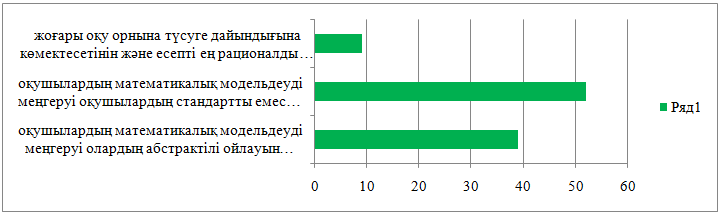 жоғары оқу орнына түсуге дайындығына
көмектесетінін және есепті ең рационалды…
оқушылардың математикалық модельдеуді
меңгеруі оқушылардың стандартты емес…
оқушылардың математикалық модельдеуді
меңгеруі олардың абстрактілі ойлауын…
0 10 20 30 40 50 60
Ряд1